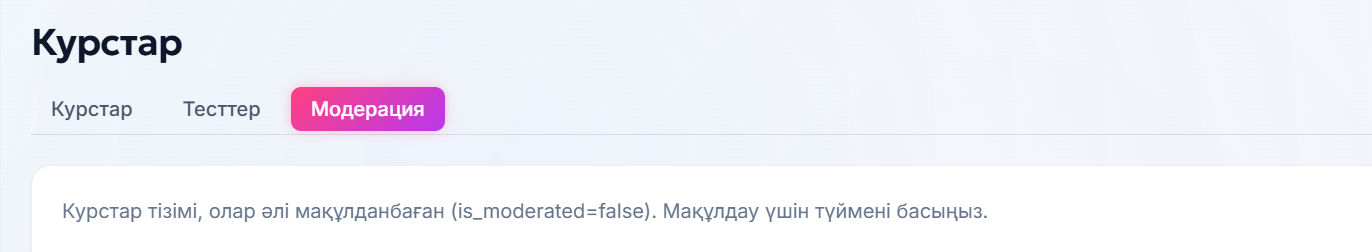 Курстар
Курстар Тесттер Модерация
Курстар тізімі, олар әлі мақұлданбаған (is_moderated=false). Мақұлдау үшін түймені басыңыз.